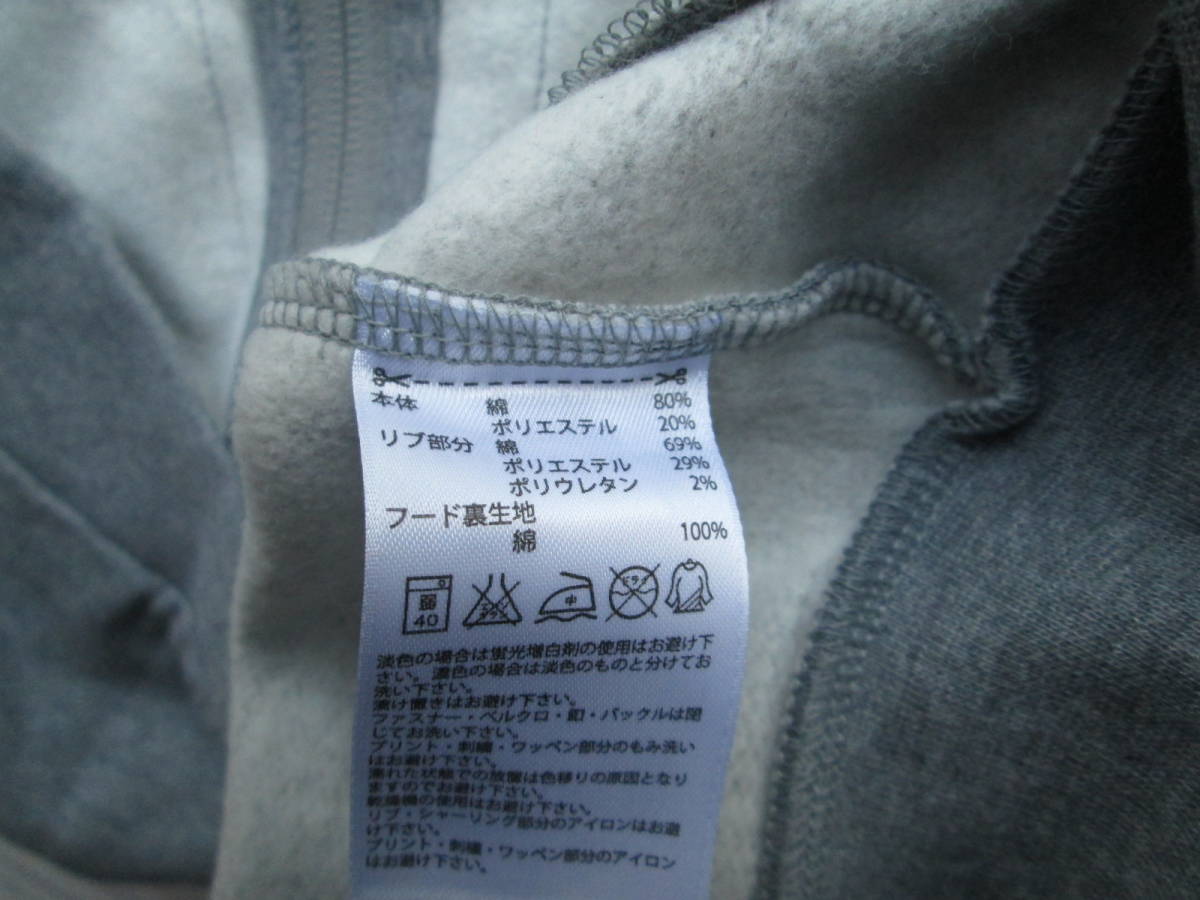 本体 綿 80%
ポリエステル 20%
リブ部分 綿 69%
ポリエステル 29%
ポリウレタン 2%
フード裏生地
綿 100%
弱 中 ドライ
40 エンソサラシ
淡色の場合は蛍光増白剤の使用はお避け下
さい。濃色の場合は淡色のものと分けてお
洗い下さい。
漬け置きはお避け下さい。
ファスナー・ベルクロ・釦・バックルは閉
じてお洗い下さい。
プリント・刺繍・ワッペン部分のもみ洗い
はお避け下さい。
濡れた状態での放置は色移りの原因となり
ますのでお避け下さい。
乾燥機の使用はお避け下さい。
リブ・シャーリング部分のアイロンはお避
け下さい。
プリント・刺繍・ワッペン部分のアイロン
はお避け下さい。